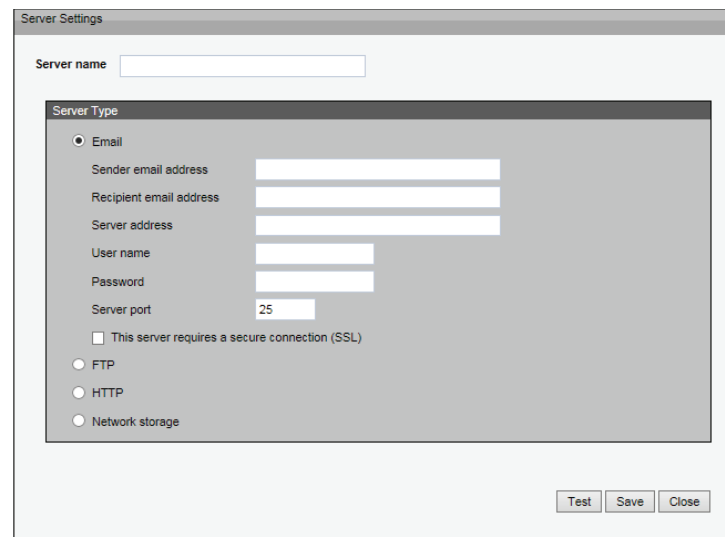 Server Settings
Server name
Server Type
Email
Sender email address
Recipient email address
Server address
User name
Password
Server port 25
This server requires a secure connection (SSL)
FTP
HTTP
Network storage
Test Save Close